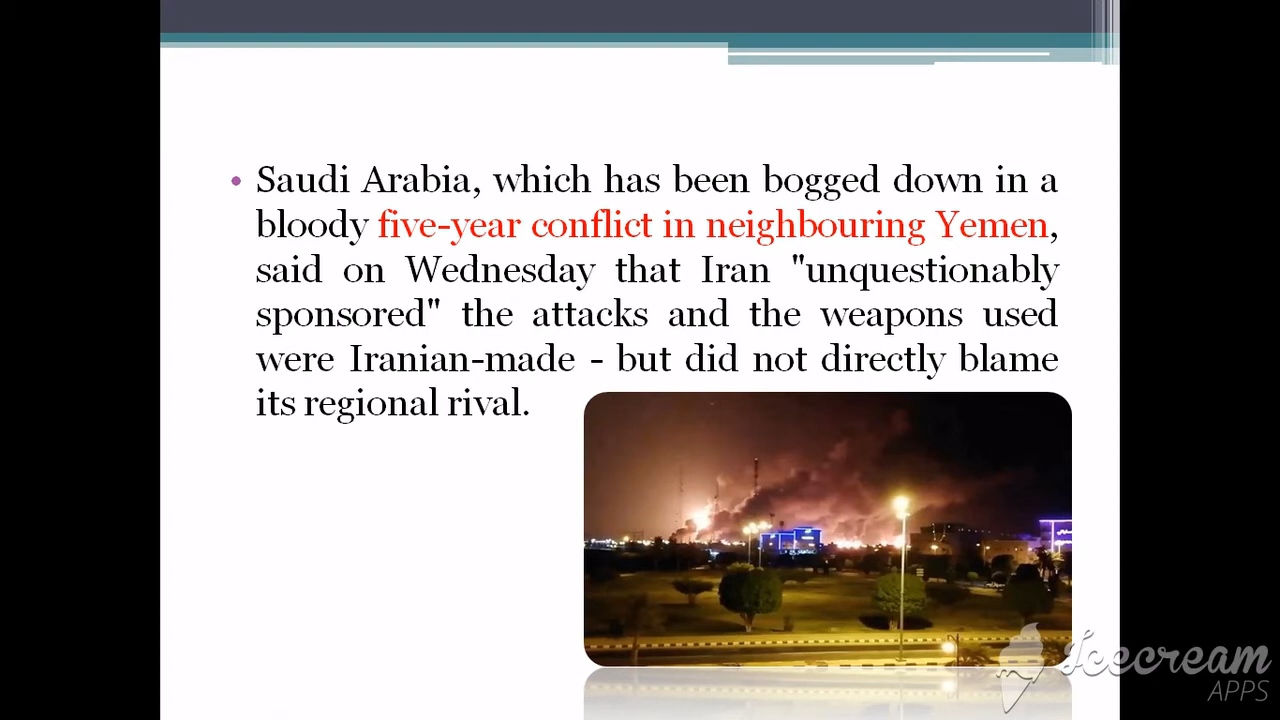 • Saudi Arabia, which has been bogged down in a
bloody five-year conflict in neighbouring Yemen,
said on Wednesday that Iran "unquestionably
sponsored" the attacks and the weapons used
were Iranian-made - but did not directly blame
its regional rival.
Icecream
APPS